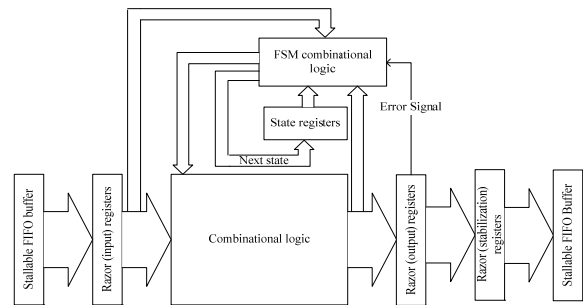 FSM combinational
logic
Error Signal
State registers
Next state
Stallable FIFO buffer
Razor (input) registers
Combinational logic
Razor (output) registers
Razor (stabilization)
registers
Stallable FIFO Buffer